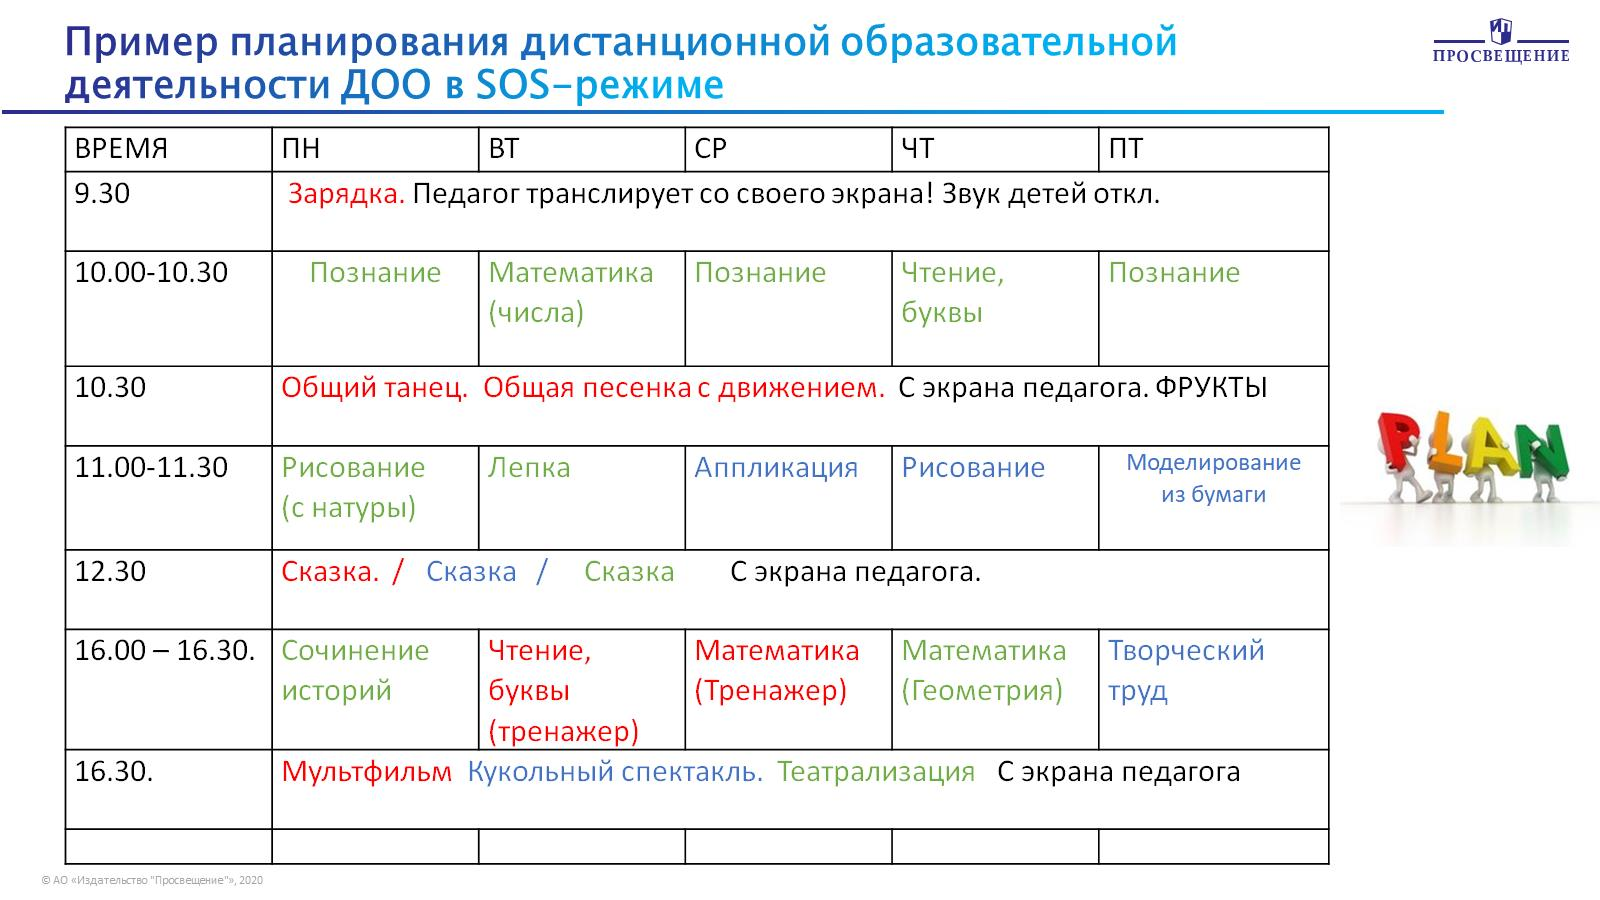 Пример планирования дистанционной образовательной
деятельности ДОО в SOS-режиме
ПРОСВЕЩЕНИЕ
ВРЕМЯ ПН ВТ СР ЧТ ПТ
9.30 Зарядка. Педагог транслирует со своего экрана! Звук детей откл.
10.00-10.30 Познание Математика Познание Чтение, Познание
(числа) буквы
10.30 Общий танец. Общая песенка с движением. С экрана педагога. ФРУКТЫ
11.00-11.30 Рисование Лепка Аппликация Рисование Моделирование
(с натуры) из бумаги
12.30 Сказка. / Сказка / Сказка С экрана педагога.
16.00 – 16.30. Сочинение Чтение, Математика Математика Творческий
историй буквы (Тренажер) (Геометрия) труд
(тренажер)
16.30. Мультфильм Кукольный спектакль. Театрализация С экрана педагога
PLAN
© АО «Издательство "Просвещение"», 2020